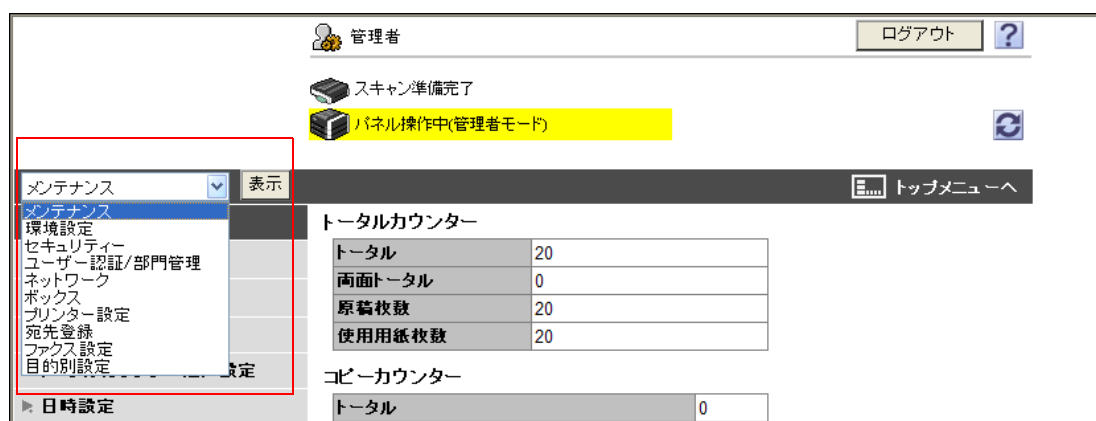 管理者
ログアウト
?
スキャン準備完了
パネル操作中(管理者モード)
メンテナンス
表示
トップメニューへ
メンテナンス
環境設定
セキュリティー
ユーザー認証/部門管理
ネットワーク
ボックス
プリンター設定
宛先登録
ファクス設定
目的別設定
定
日時設定
トータルカウンター
トータル 20
両面トータル 0
原稿枚数 20
使用用紙枚数 20
コピーカウンター
トータル 0